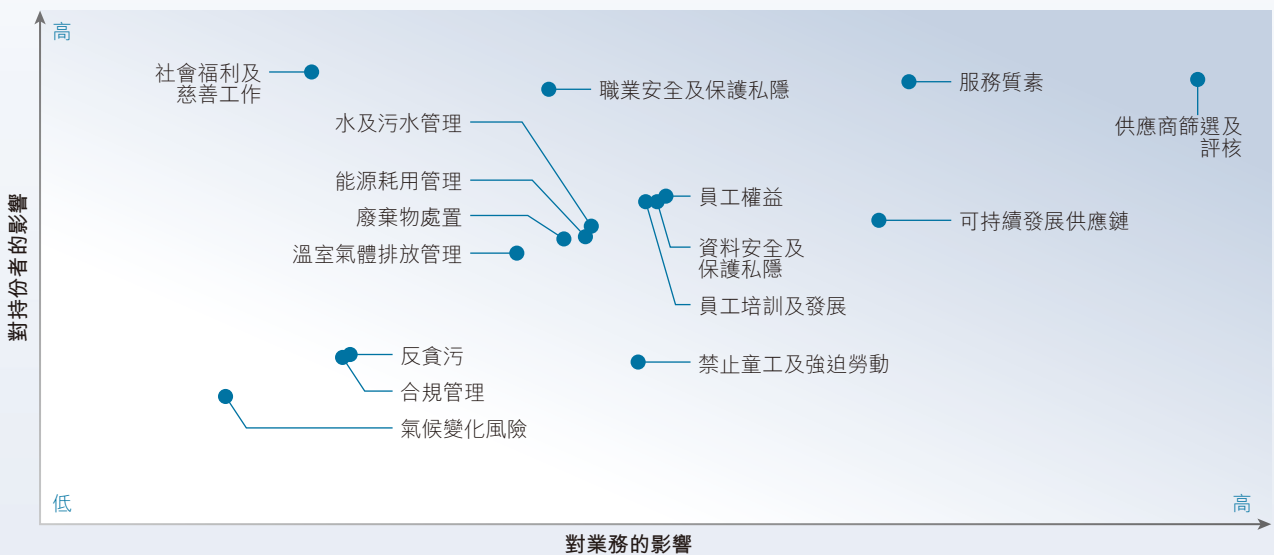 高
社會福利及
慈善工作
職業安全及保護私隱
服務質素
供應商篩選及
評核
水及污水管理
能源耗用管理
廢棄物處置
溫室氣體排放管理
員工權益
資料安全及
保護私隱
員工培訓及發展
可持續發展供應鏈
反貪污
合規管理
氣候變化風險
禁止童工及強迫勞動
對持份者的影響
低
高
對業務的影響